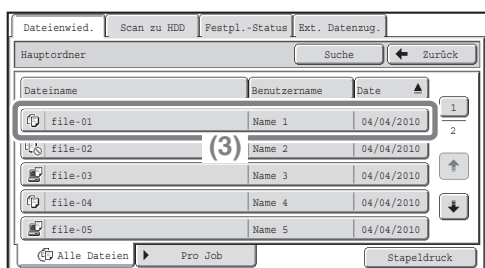 Dateienwied. Scan zu HDD Festpl.-Status Ext. Datenzug.
Hauptordner Suche Zurück
Dateiname Benutzername Date
file-01 Name 1 04/04/2010 1
file-02 (3) Name 2 04/04/2010 2
file-03 Name 3 04/04/2010
file-04 Name 4 04/04/2010
file-05 Name 5 04/04/2010
Alle Dateien Pro Job Stapeldruck